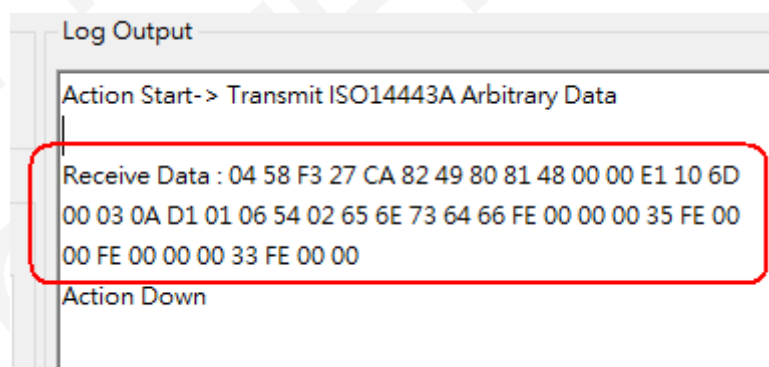 Log Output
Action Start-> Transmit ISO14443A Arbitrary Data
Receive Data : 04 58 F3 27 CA 82 49 80 81 48 00 00 E1 10 6D
00 03 0A D1 01 06 54 02 65 6E 73 64 66 FE 00 00 00 35 FE 00
00 FE 00 00 00 33 FE 00 00
Action Down